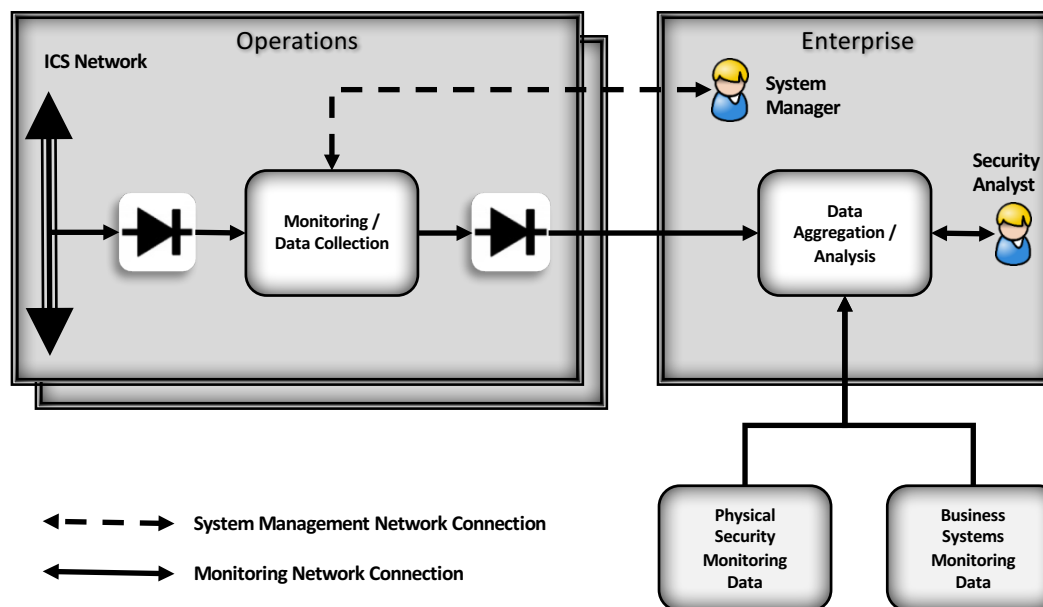 Operations
Enterprise
ICS Network
System
Manager
Security
Analyst
Monitoring /
Data Collection
Data
Aggregation /
Analysis
System Management Network Connection
Monitoring Network Connection
Physical
Security
Monitoring
Data
Business
Systems
Monitoring
Data